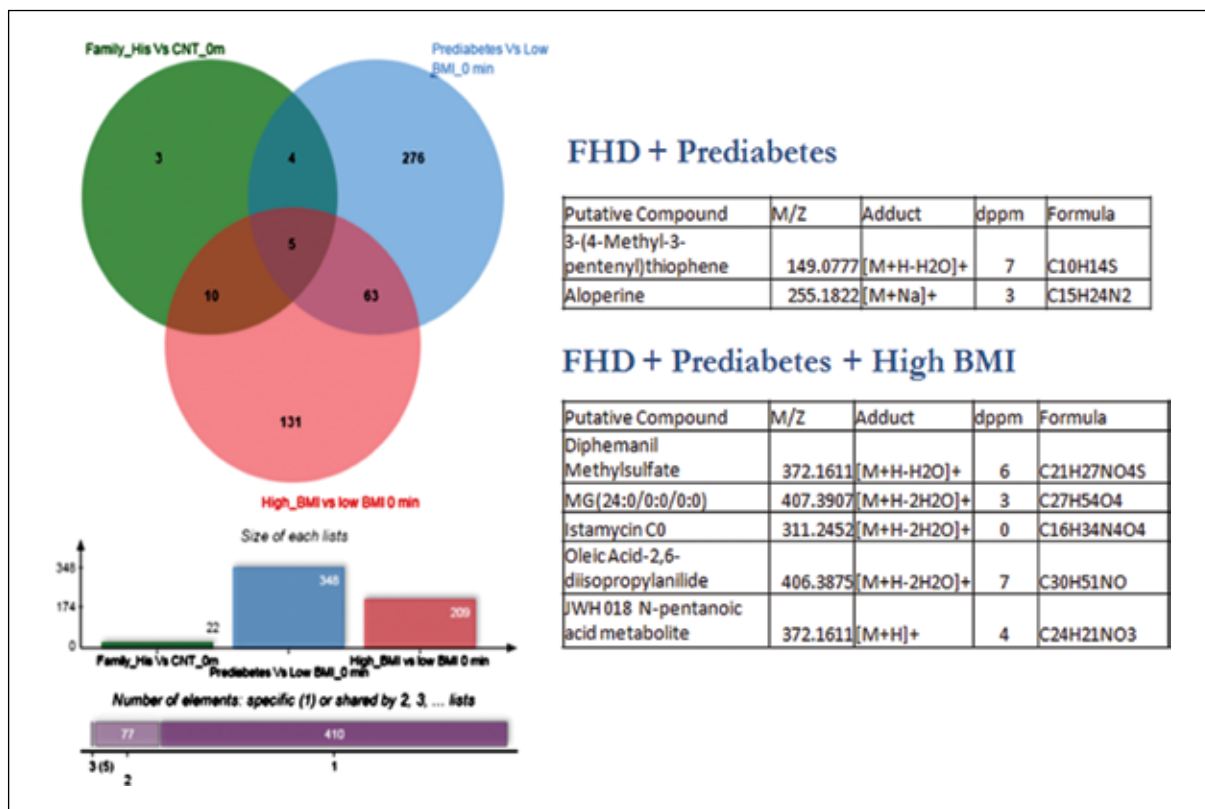 Family_His Vs CNT_0m
Prediabetes Vs Low
BMI_0 min
3
4
276
5
10
63
131
High_BMI vs low BMI 0 min
Size of each lists
348
174
0
22
348
209
Family_His Vs CNT_0m
Prediabetes Vs Low BMI_0 min
High_BMI vs low BMI 0 min
Number of elements: specific (1) or shared by 2, 3, ... lists
77
410
3 (5)
2
1
FHD + Prediabetes
Putative Compound M/Z Adduct dppm Formula
3-(4-Methyl-3-
pentenyl)thiophene 149.0777 [M+H-H2O]+ 7 C10H14S
Aloperine 255.1822 [M+Na]+ 3 C15H24N2
FHD + Prediabetes + High BMI
Putative Compound M/Z Adduct dppm Formula
Diphemanil
Methylsulfate 372.1611 [M+H-H2O]+ 6 C21H27NO4S
MG(24:0/0:0/0:0) 407.3907 [M+H-2H2O]+ 3 C27H54O4
Istamycin C0 311.2452 [M+H-2H2O]+ 0 C16H34N4O4
Oleic Acid-2,6-
diisopropylanilide 406.3875 [M+H-2H2O]+ 7 C30H51NO
JWH 018 N-pentanoic
acid metabolite 372.1611 [M+H]+ 4 C24H21NO3